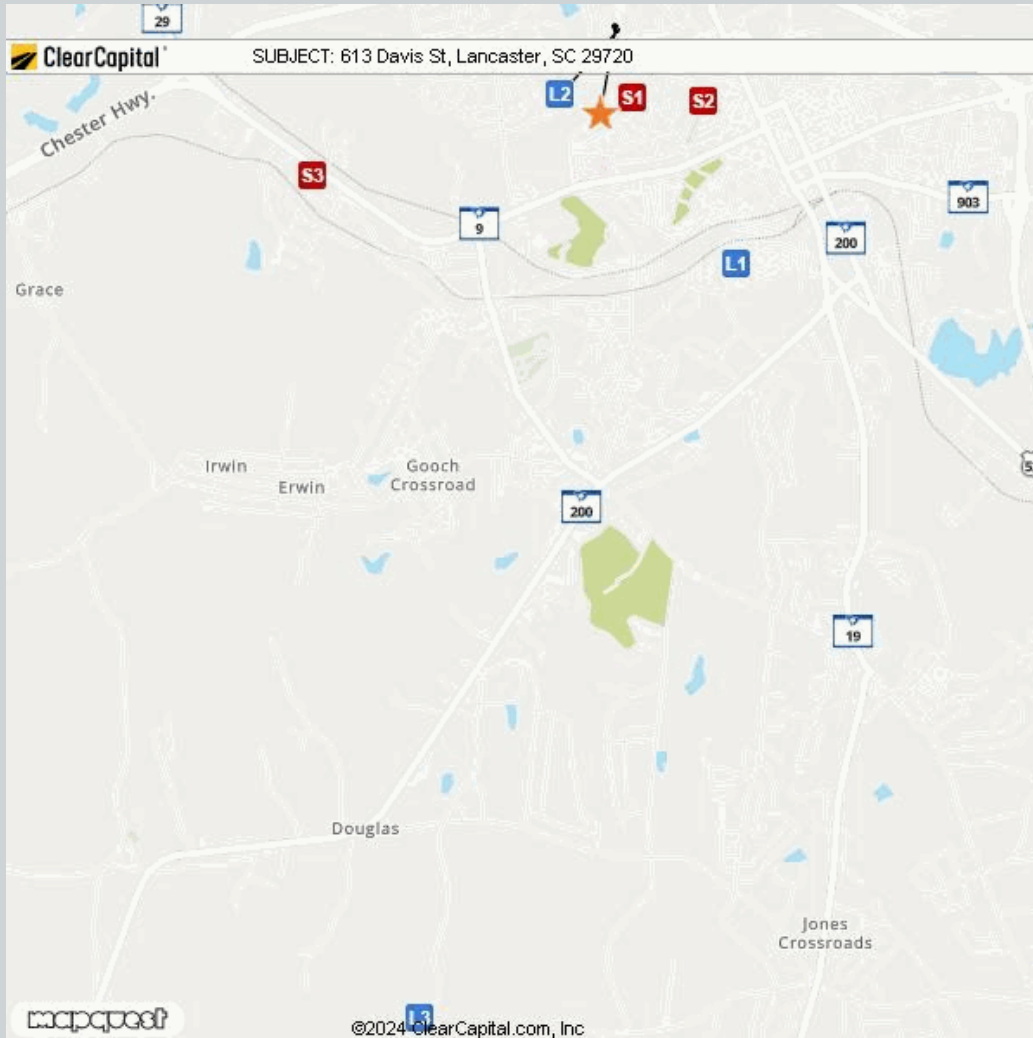 29
ClearCapital
SUBJECT: 613 Davis St, Lancaster, SC 29720
L2
S1
S2
Chester Hwy.
S3
903
9
200
L1
Grace
Irwin
Erwin
Gooch
Crossroad
200
19
Douglas
Jones
Crossroads
mapquest
L3
©2024 ClearCapital.com, Inc